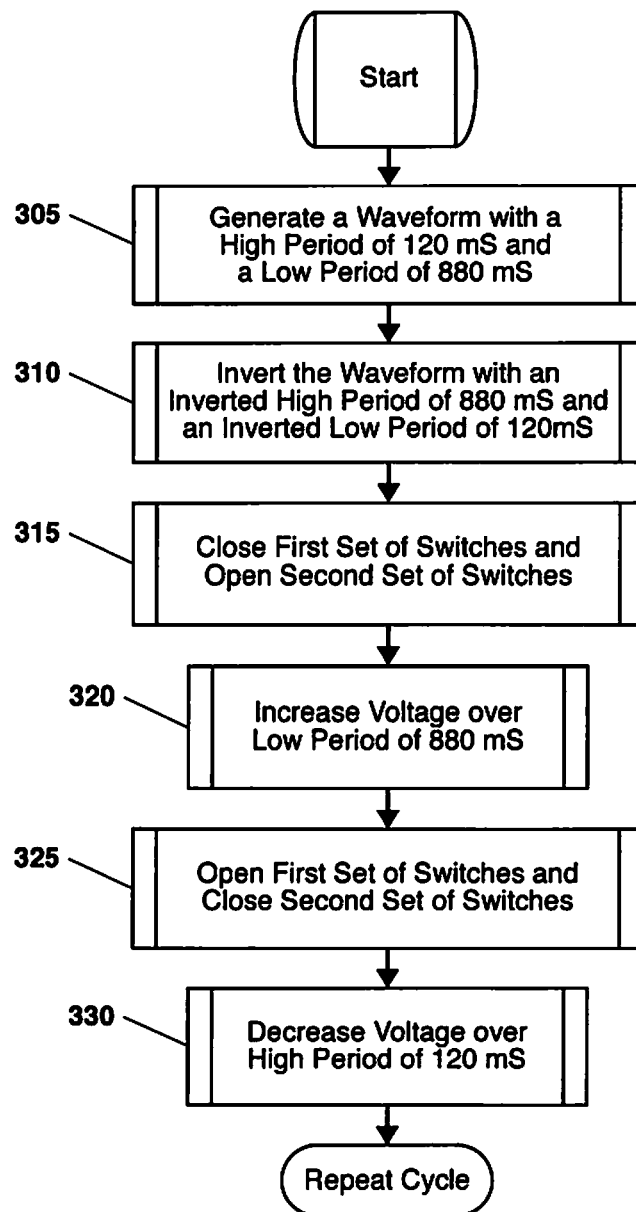 Start
305
Generate a Waveform with a
High Period of 120 mS and
a Low Period of 880 mS
310
Invert the Waveform with an
Inverted High Period of 880 mS and
an Inverted Low Period of 120mS
315
Close First Set of Switches and
Open Second Set of Switches
320
Increase Voltage over
Low Period of 880 mS
325
Open First Set of Switches and
Close Second Set of Switches
330
Decrease Voltage over
High Period of 120 mS
Repeat Cycle